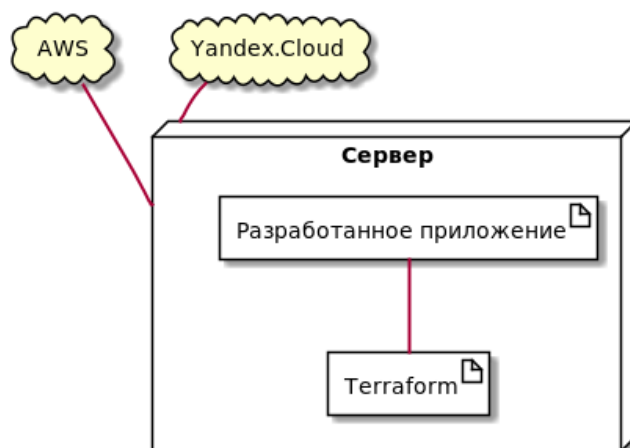 AWS
Yandex.Cloud
Сервер
Разработанное приложение
Terraform